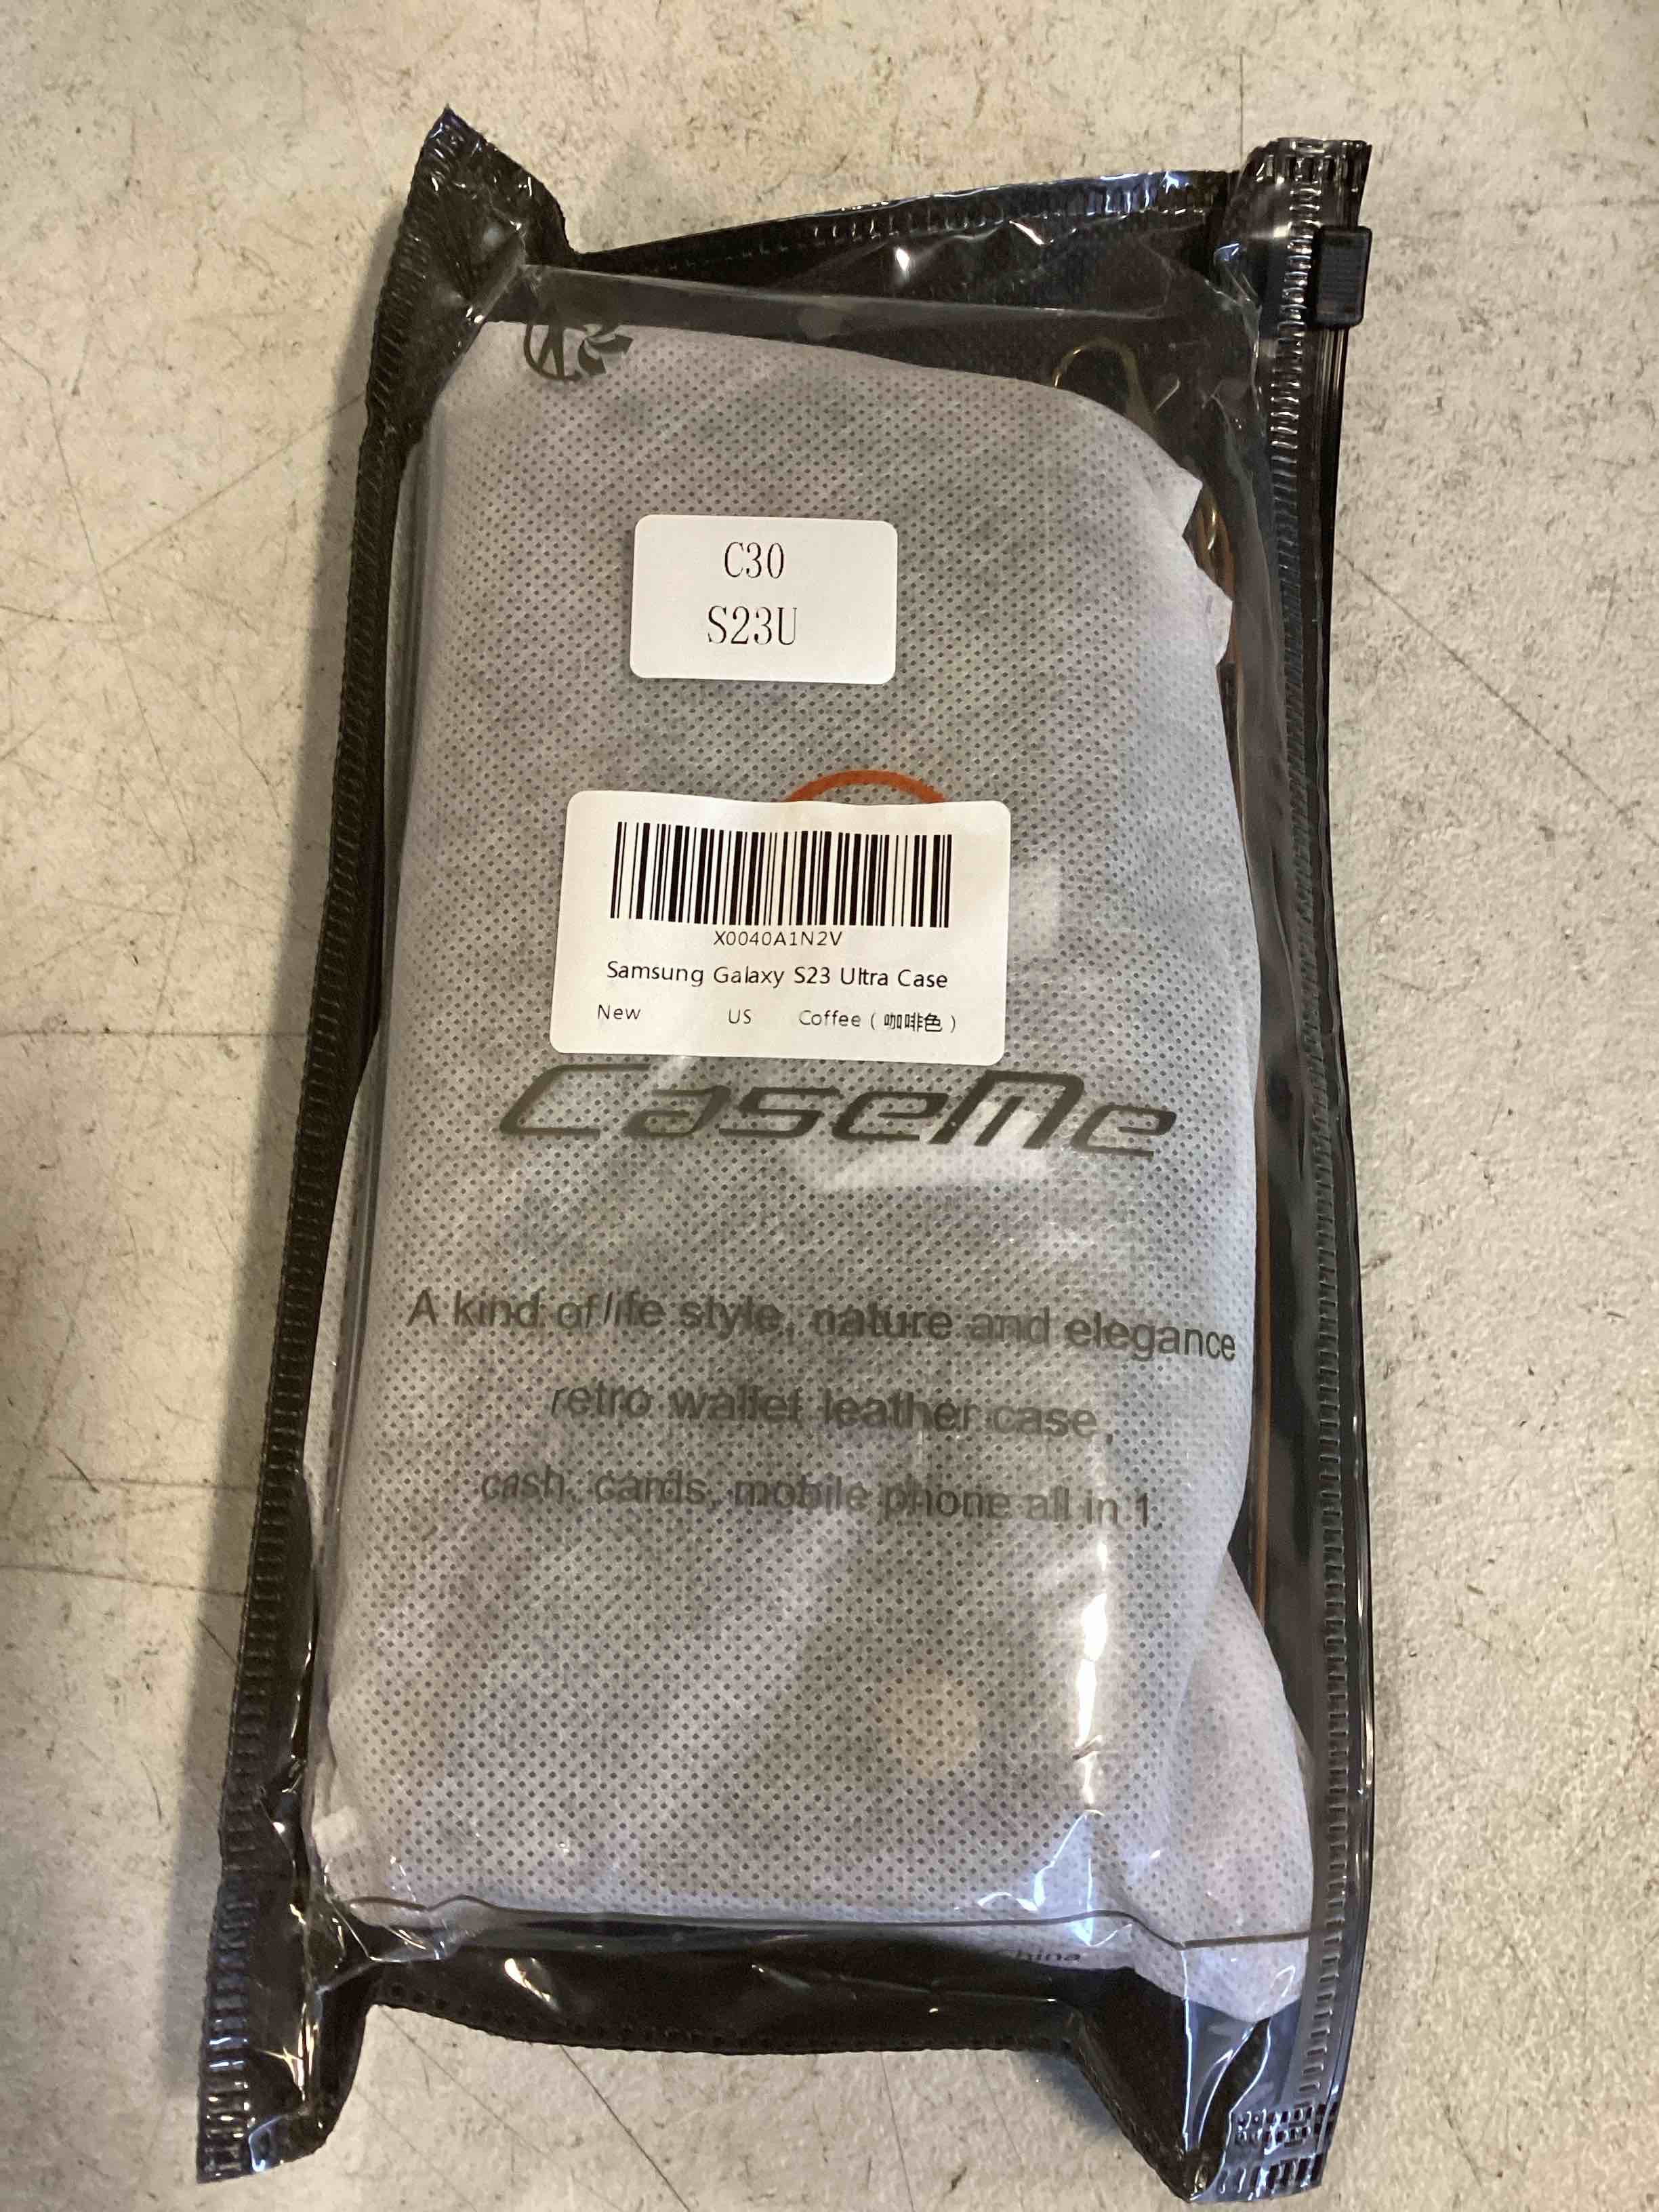 C30
S23U
X0040A1N2V
Samsung Galaxy S23 Ultra Case
New US Coffee ( 咖啡色 )
CaseMe
A kind of life style, nature and elegance
retro wallet leather case,
cash, cards, mobile phone all in 1
China